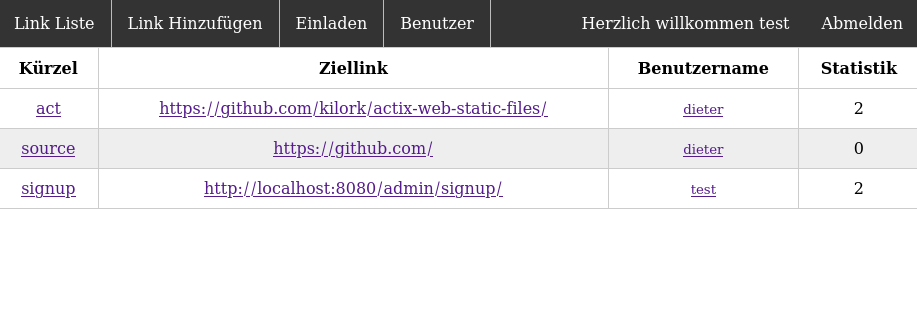 Link Liste Link Hinzufügen Einladen Benutzer Herzlich willkommen test Abmelden
Kürzel Ziellink Benutzername Statistik
act https://github.com/kilork/actix-web-static-files/ dieter 2
source https://github.com/ dieter 0
signup http://localhost:8080/admin/signup/ test 2